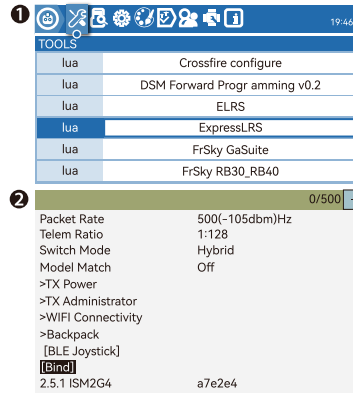 ❶
19:46
TOOLS
lua Crossfire configure
lua DSM Forward Progr amming v0.2
lua ELRS
lua ExpressLRS
lua FrSky GaSuite
lua FrSky RB30_RB40
❷
0/500
Packet Rate 500(-105dbm)Hz
Telem Ratio 1:128
Switch Mode Hybrid
Model Match Off
>TX Power
>TX Administrator
>WIFI Connectivity
>Backpack
[BLE Joystick]
[Bind]
2.5.1 ISM2G4 a7e2e4